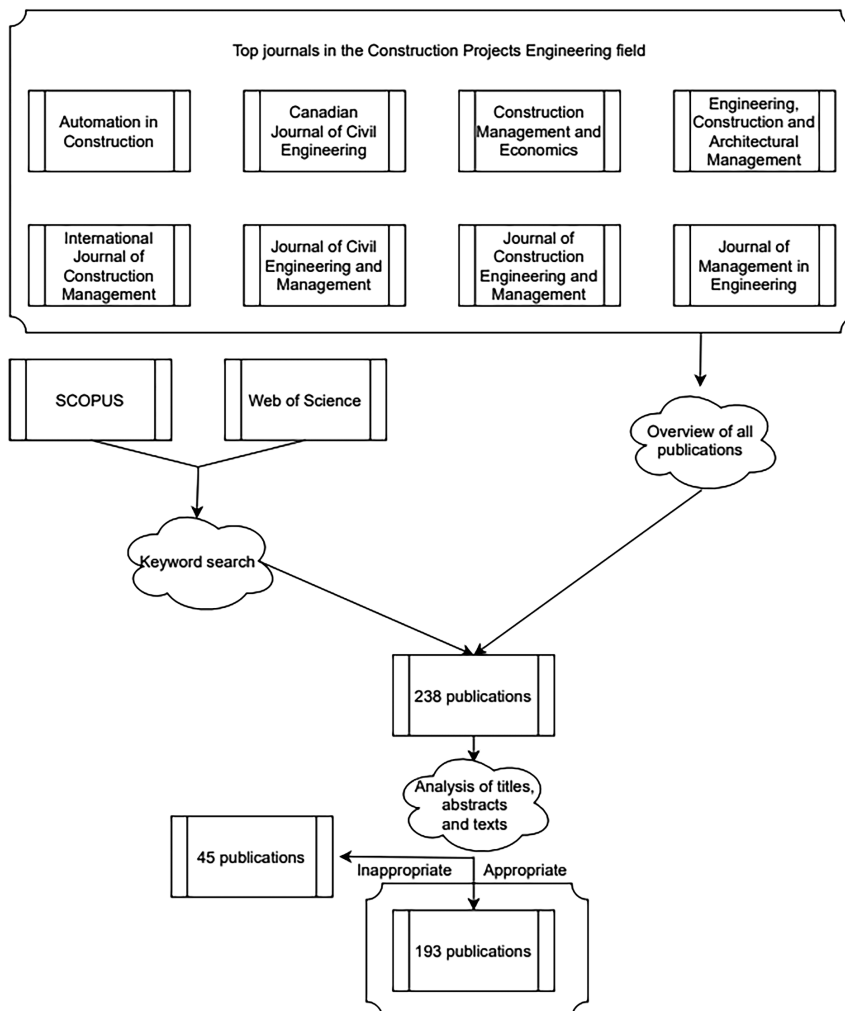 Top journals in the Construction Projects Engineering field
Automation in
Construction
Canadian
Journal of Civil
Engineering
Construction
Management and
Economics
Engineering,
Construction and
Architectural
Management
International
Journal of
Construction
Management
Journal of Civil
Engineering and
Management
Journal of
Construction
Engineering and
Management
Journal of
Management in
Engineering
SCOPUS
Web of Science
Overview of all
publications
Keyword search
238 publications
Analysis of titles,
abstracts
and texts
45 publications
Inappropriate
Appropriate
193 publications